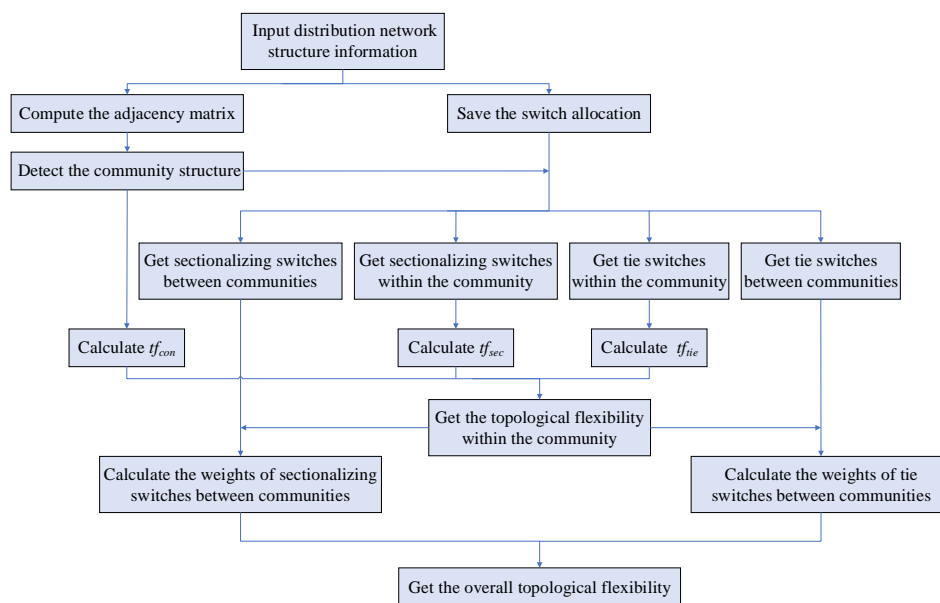 Input distribution network
structure information
Compute the adjacency matrix
Save the switch allocation
Detect the community structure
Get sectionalizing switches
between communities
Get sectionalizing switches
within the community
Get tie switches
within the community
Get tie switches
between communities
Calculate tf_con
Calculate tf_sec
Calculate tf_tie
Get the topological flexibility
within the community
Calculate the weights of sectionalizing
switches between communities
Calculate the weights of tie
switches between communities
Get the overall topological flexibility